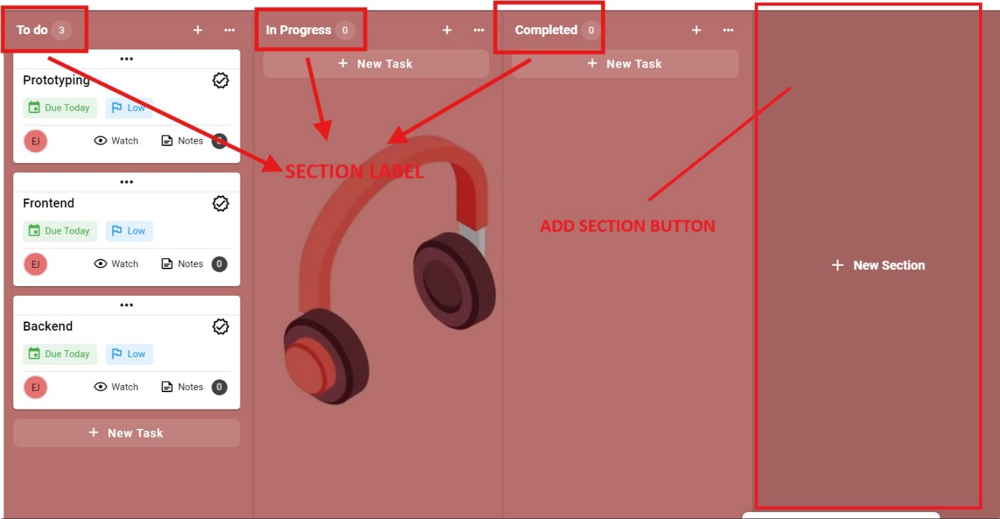 To do 3
In Progress 0
Completed 0
New Task
New Task
Prototyping
Due Today Low
EJ Watch Notes
SECTION LABEL
Frontend
Due Today Low
ADD SECTION BUTTON
EJ Watch Notes 0
New Section
Backend
Due Today Low
EJ Watch Notes 0
New Task